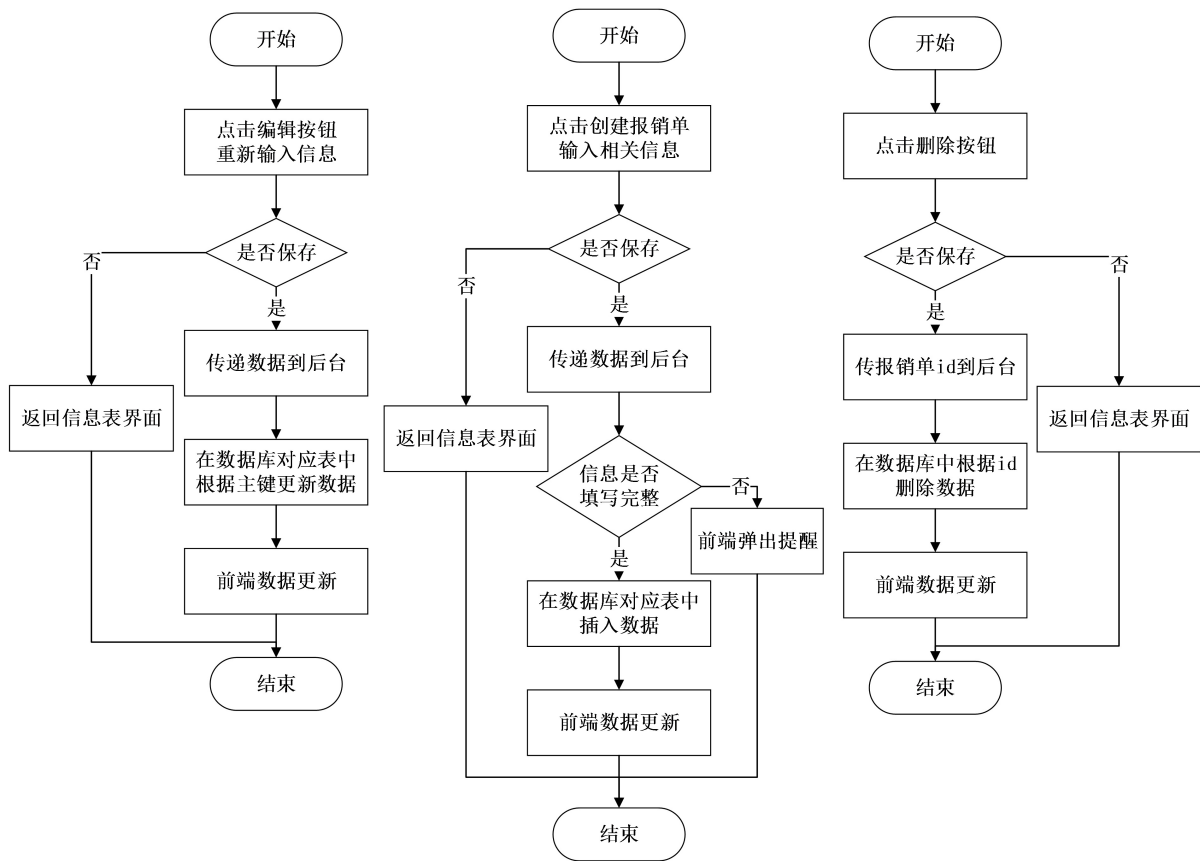 开始
点击编辑按钮
重新输入信息
是否保存
否
是
传递数据到后台
返回信息表界面
在数据库对应表中
根据主键更新数据
前端数据更新
结束
开始
点击创建报销单
输入相关信息
是否保存
否
是
传递数据到后台
返回信息表界面
信息是否
填写完整
否
前端弹出提醒
是
在数据库对应表中
插入数据
前端数据更新
结束
开始
点击删除按钮
是否保存
否
是
传报销单id到后台
返回信息表界面
在数据库中根据id
删除数据
前端数据更新
结束